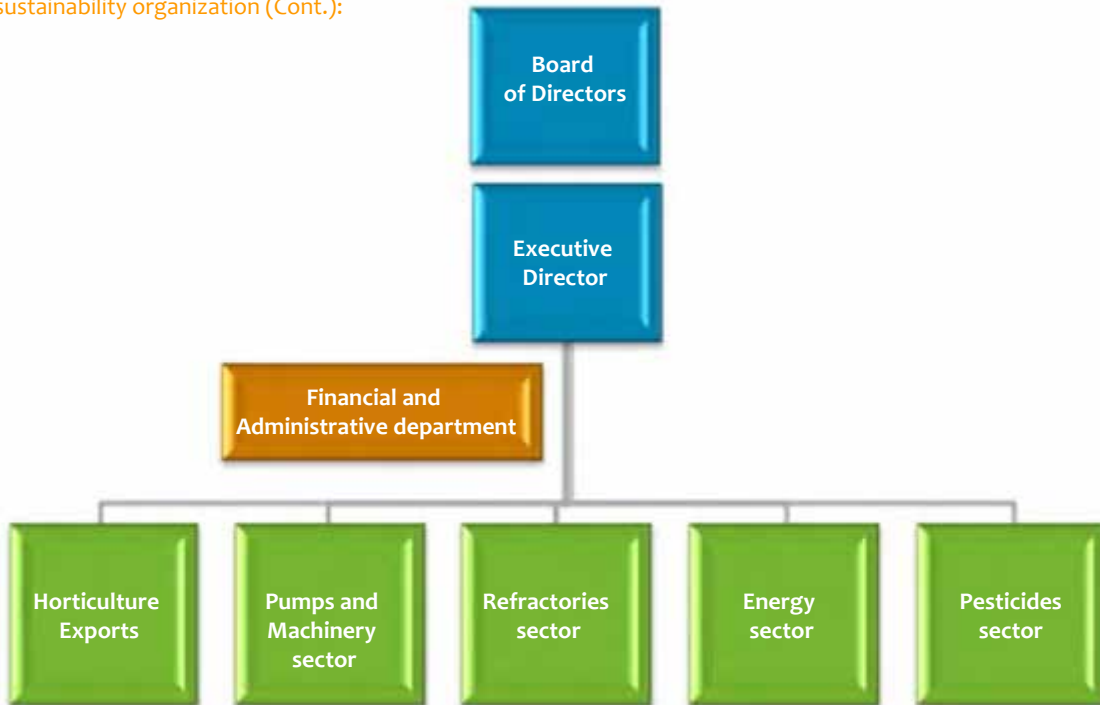 sustainability organization (Cont.):
Board
of Directors
Executive
Director
Financial and
Administrative department
Horticulture
Exports
Pumps and
Machinery
sector
Refractories
sector
Energy
sector
Pesticides
sector